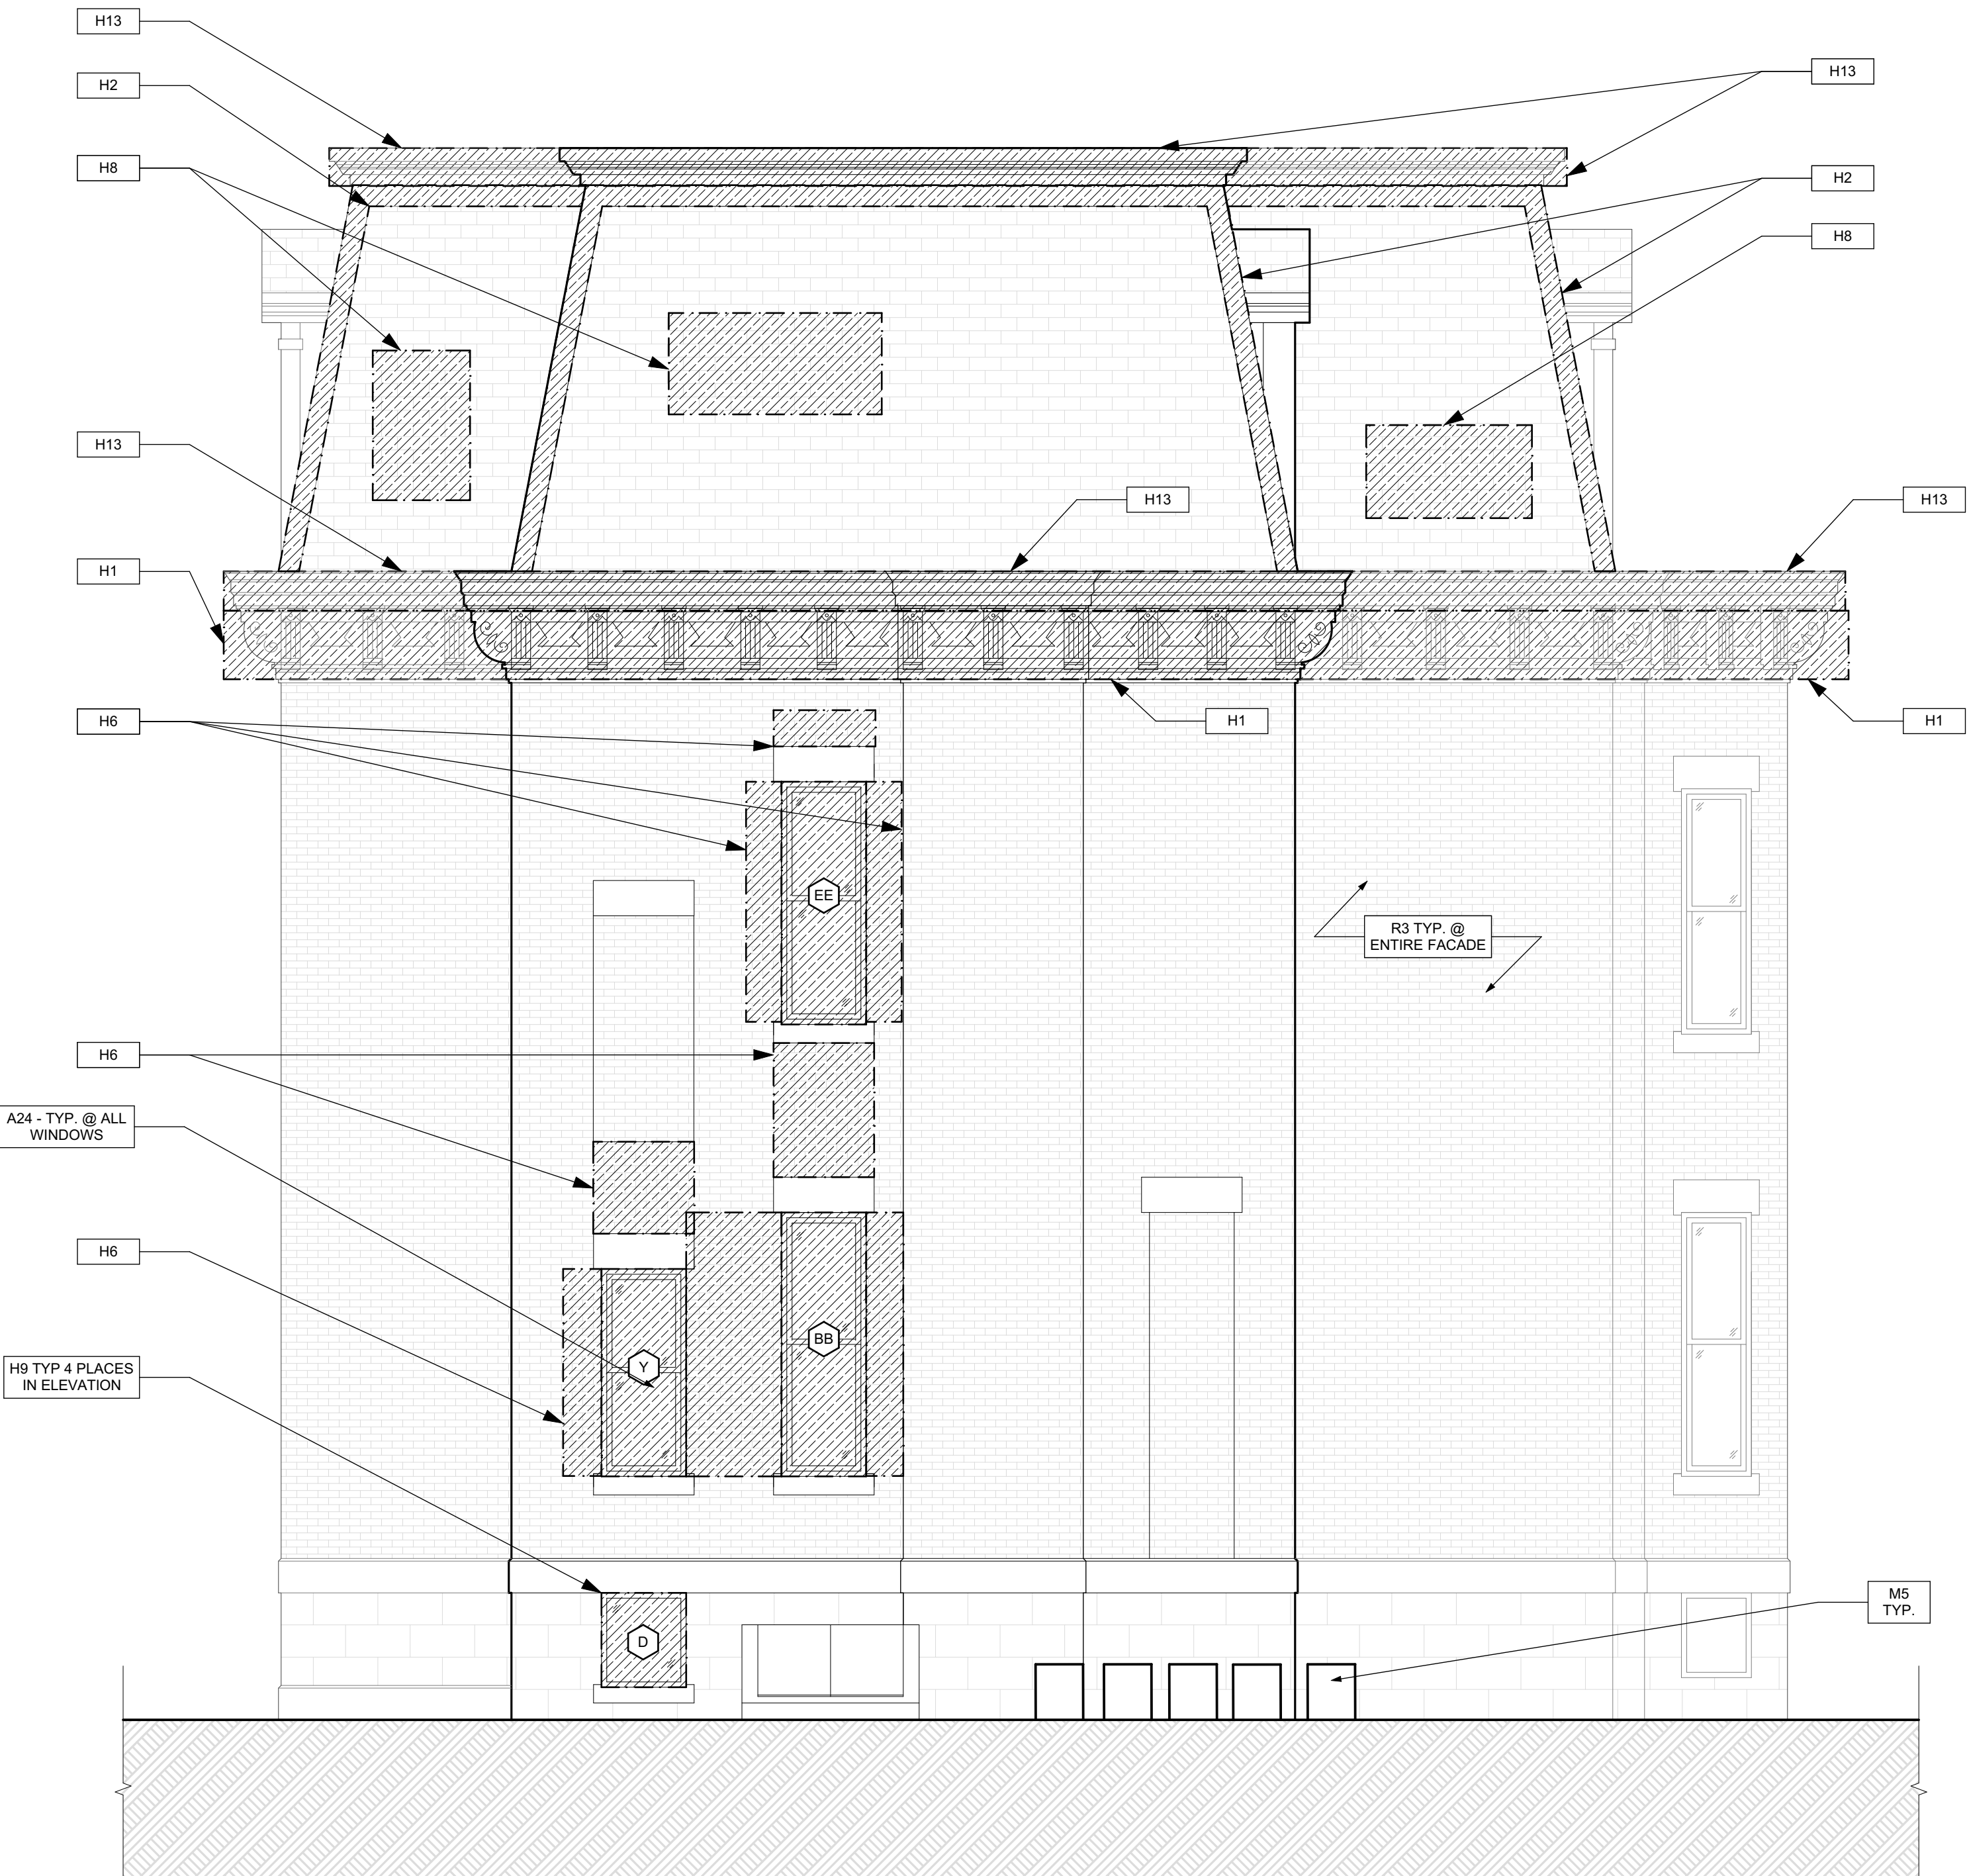 H13
H13
H2
H8
H2
H8
H13
H13
H13
H1
H6
H1
H1
EE
R3 TYP. @
ENTIRE FACADE
H6
A24 - TYP. @ ALL
WINDOWS
H6
BB
Y
H9 TYP 4 PLACES
IN ELEVATION
M5
TYP.
D